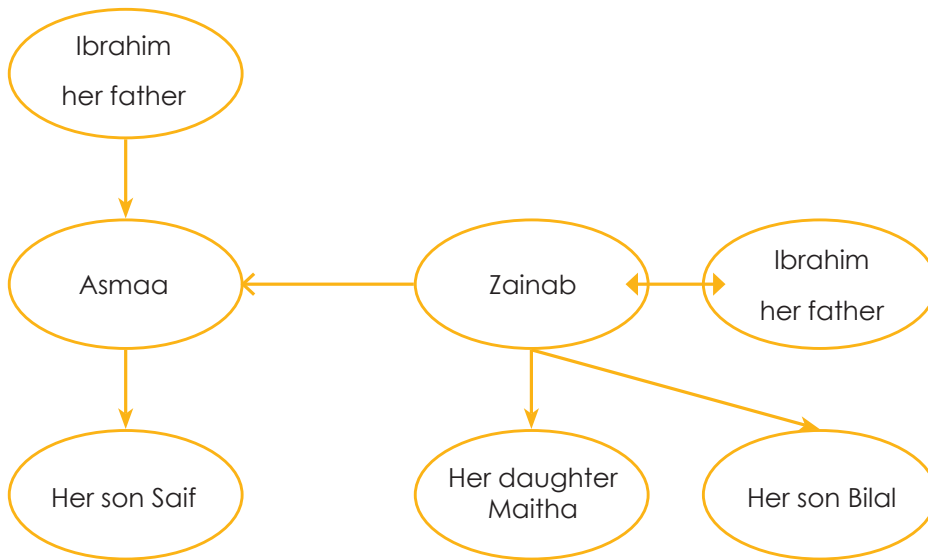 Ibrahim
her father
Asmaa
Zainab
Ibrahim
her father
Her son Saif
Her daughter
Maitha
Her son Bilal